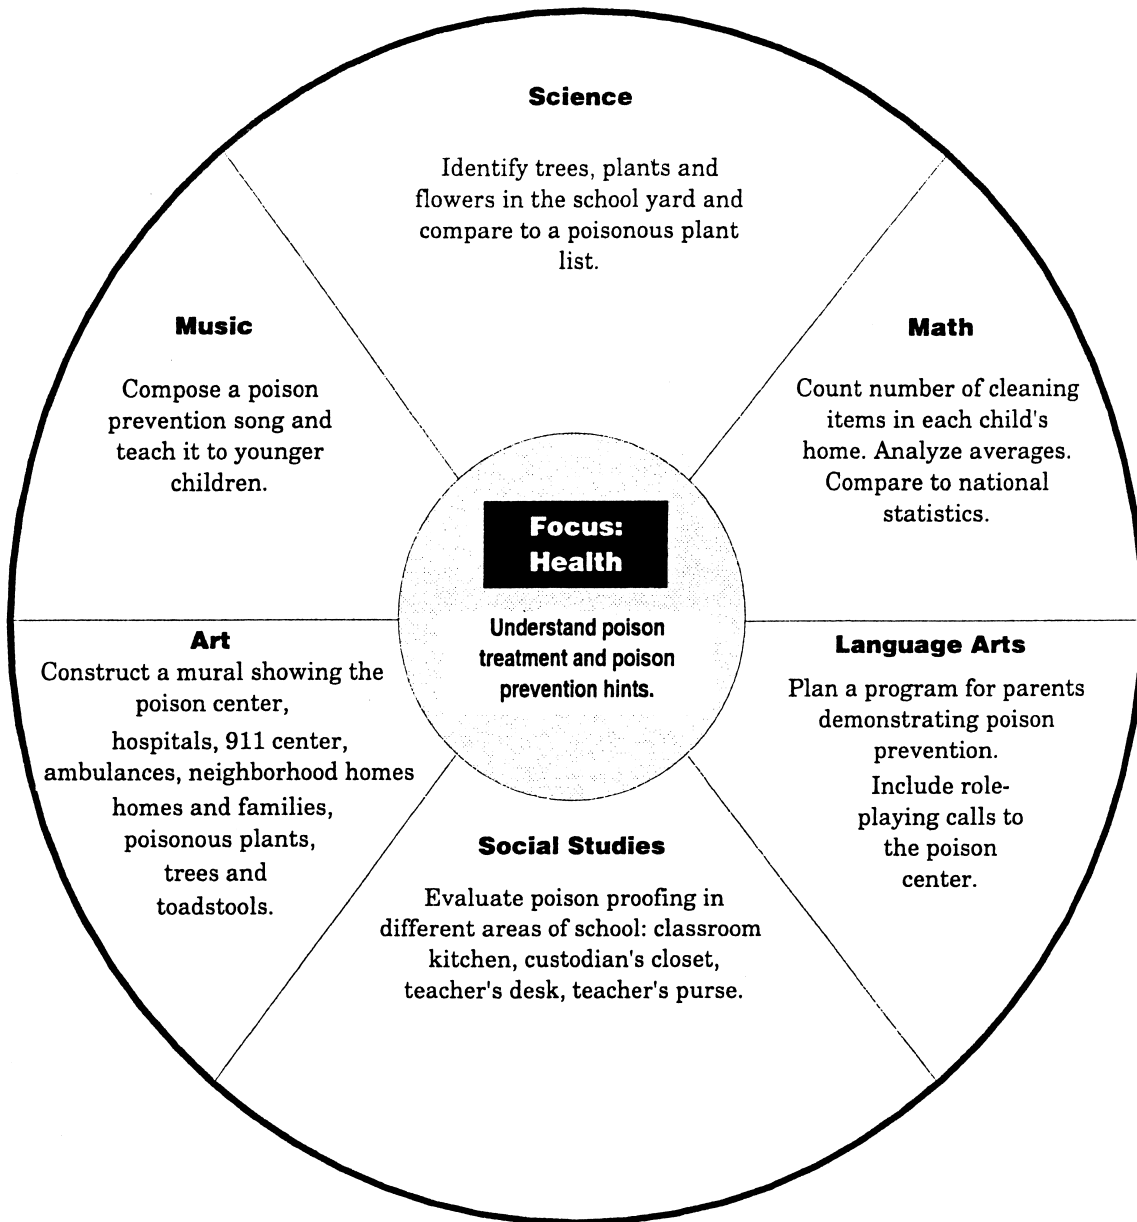 Science
Identify trees, plants and
flowers in the school yard and
compare to a poisonous plant
list.
Music
Compose a poison
prevention song and
teach it to younger
children.
Math
Count number of cleaning
items in each child's
home. Analyze averages.
Compare to national
statistics.
Focus:
Health
Understand poison
treatment and poison
prevention hints.
Art
Construct a mural showing the
poison center,
hospitals, 911 center,
ambulances, neighborhood homes
homes and families,
poisonous plants,
trees and
toadstools.
Language Arts
Plan a program for parents
demonstrating poison
prevention.
Include role-
playing calls to
the poison
center.
Social Studies
Evaluate poison proofing in
different areas of school: classroom
kitchen, custodian's closet,
teacher's desk, teacher's purse.